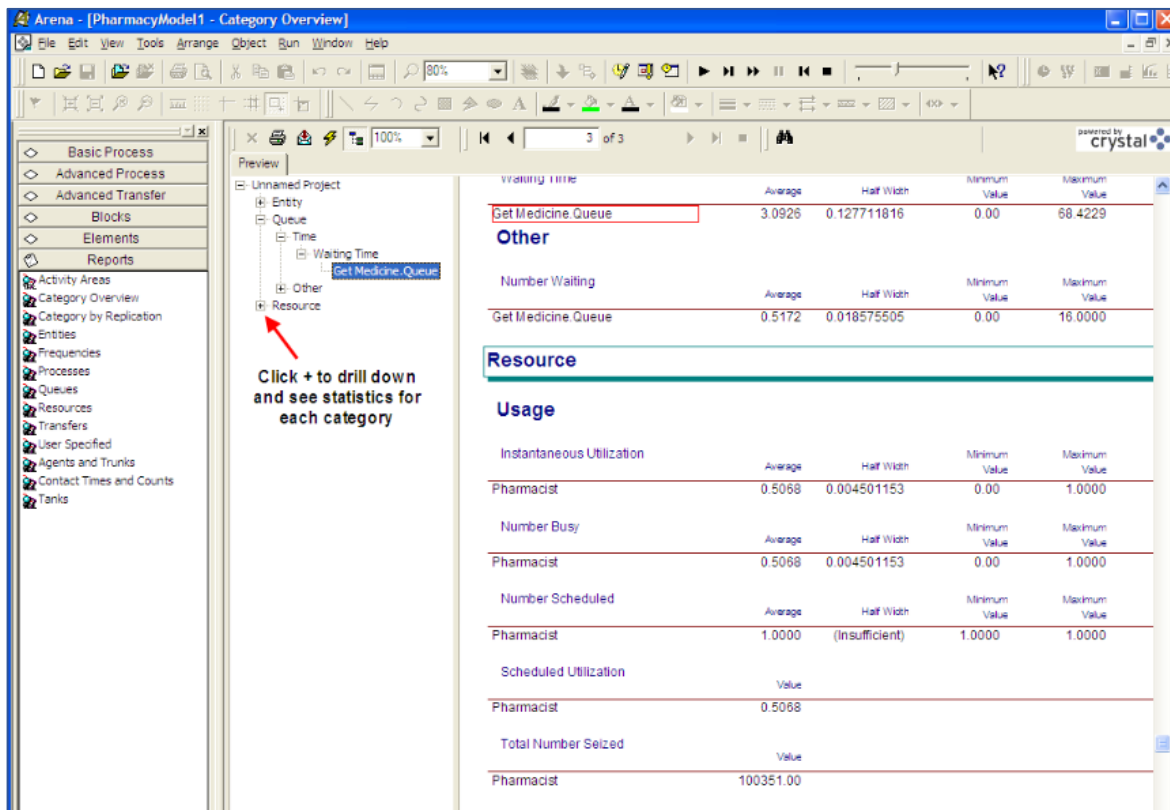 Arena - [PharmacyModel1 - Category Overview]
File Edit View Tools Arrange Object Run Window Help
80%
Basic Process
Advanced Process
Advanced Transfer
Blocks
Elements
Reports
Activity Areas
Category Overview
Category by Replication
Entities
Frequencies
Processes
Queues
Resources
Transfers
User Specified
Agents and Trunks
Contact Times and Counts
Tanks
100%
3 of 3
powered by
crystal
Preview
Unnamed Project
Entity
Queue
Time
Waiting Time
Get Medicine.Queue
Other
Resource
Click + to drill down
and see statistics for
each category
Waiting Time Average Half Width Minimum Value Maximum Value
Get Medicine.Queue 3.0926 0.127711816 0.00 68.4229
Other
Number Waiting Average Half Width Minimum Value Maximum Value
Get Medicine.Queue 0.5172 0.018575505 0.00 16.0000
Resource
Usage
Instantaneous Utilization Average Half Width Minimum Value Maximum Value
Pharmacist 0.5068 0.004501153 0.00 1.0000
Number Busy Average Half Width Minimum Value Maximum Value
Pharmacist 0.5068 0.004501153 0.00 1.0000
Number Scheduled Average Half Width Minimum Value Maximum Value
Pharmacist 1.0000 (Insufficient) 1.0000 1.0000
Scheduled Utilization Value
Pharmacist 0.5068
Total Number Seized Value
Pharmacist 100351.00